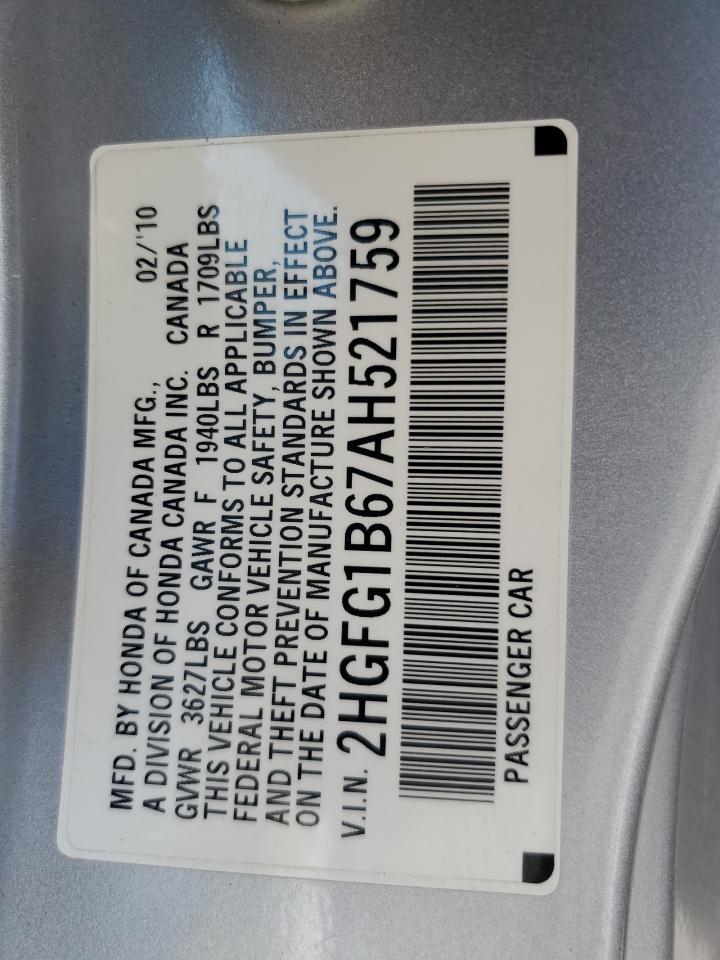 MFD. BY HONDA OF CANADA MFG., 02/'10
A DIVISION OF HONDA CANADA INC. CANADA
GVWR 3627LBS GAWR F 1940LBS R 1709LBS
THIS VEHICLE CONFORMS TO ALL APPLICABLE
FEDERAL MOTOR VEHICLE SAFETY, BUMPER,
AND THEFT PREVENTION STANDARDS IN EFFECT
ON THE DATE OF MANUFACTURE SHOWN ABOVE.
V.I.N. 2HGFG1B67AH521759
PASSENGER CAR